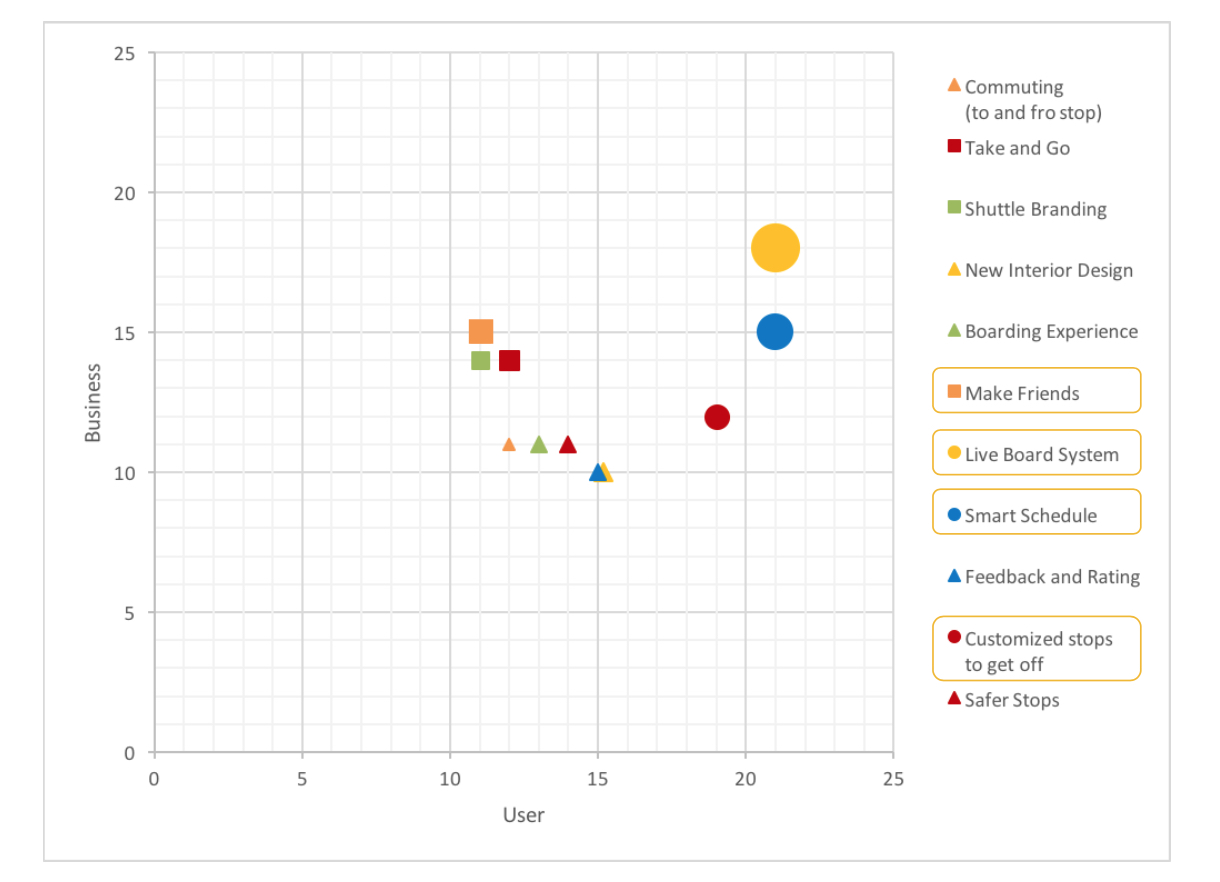 25
20
15
10
5
0
Business
0 5 10 15 20 25
User
Commuting
(to and fro stop)
Take and Go
Shuttle Branding
New Interior Design
Boarding Experience
Make Friends
Live Board System
Smart Schedule
Feedback and Rating
Customized stops
to get off
Safer Stops